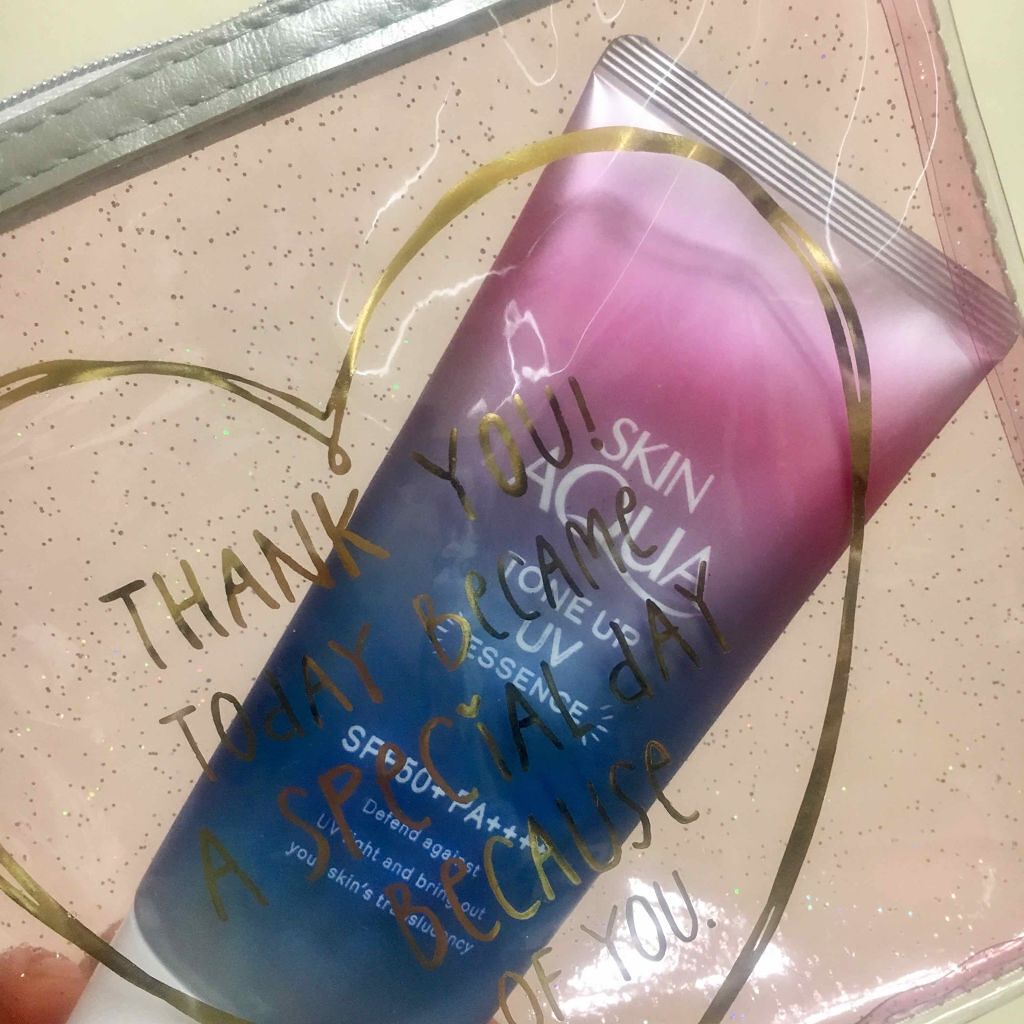 THANK YOU!
TOdAY BeCAMe
A SPeCiAL dAY
BeCAUSe
OF YOU.
SKIN
AQUA
TONE UP
UV
ESSENCE
SPF50+PA++++
Defend against
UV light and bring out
your skin's translucency